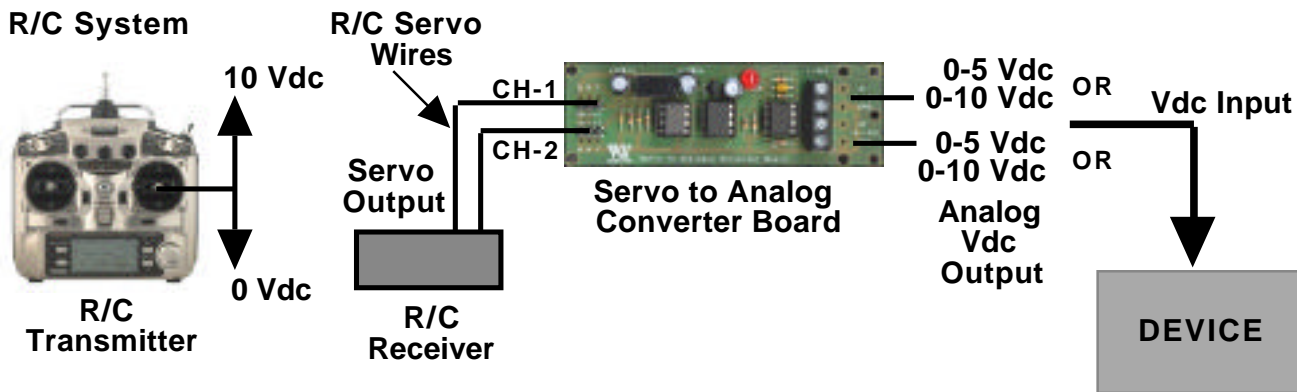 R/C System
10 Vdc
0 Vdc
R/C
Transmitter
R/C Servo
Wires
CH-1
CH-2
Servo
Output
R/C
Receiver
Servo to Analog
Converter Board
0-5 Vdc
OR
0-10 Vdc
0-5 Vdc
OR
0-10 Vdc
Analog
Vdc
Output
Vdc Input
DEVICE